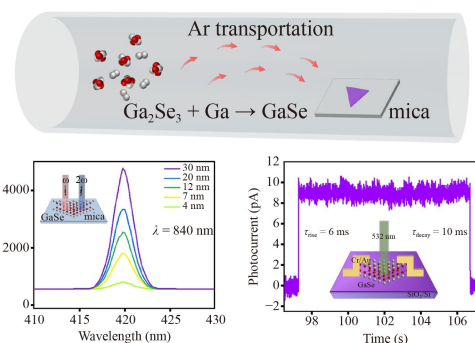 Ar transportation
Ga₂Se₃ + Ga → GaSe
mica
4000
2000
ω 2ω
GaSe mica
30 nm
20 nm
12 nm
7 nm
4 nm
λ = 840 nm
410 415 420 425 430
Wavelength (nm)
Photocurrent (pA)
12
10
8
6
4
2
0
−2
τrise = 6 ms
532 nm
τdecay = 10 ms
Cr/Au
GaSe
SiO₂/Si
98 100 102 104 106
Time (s)